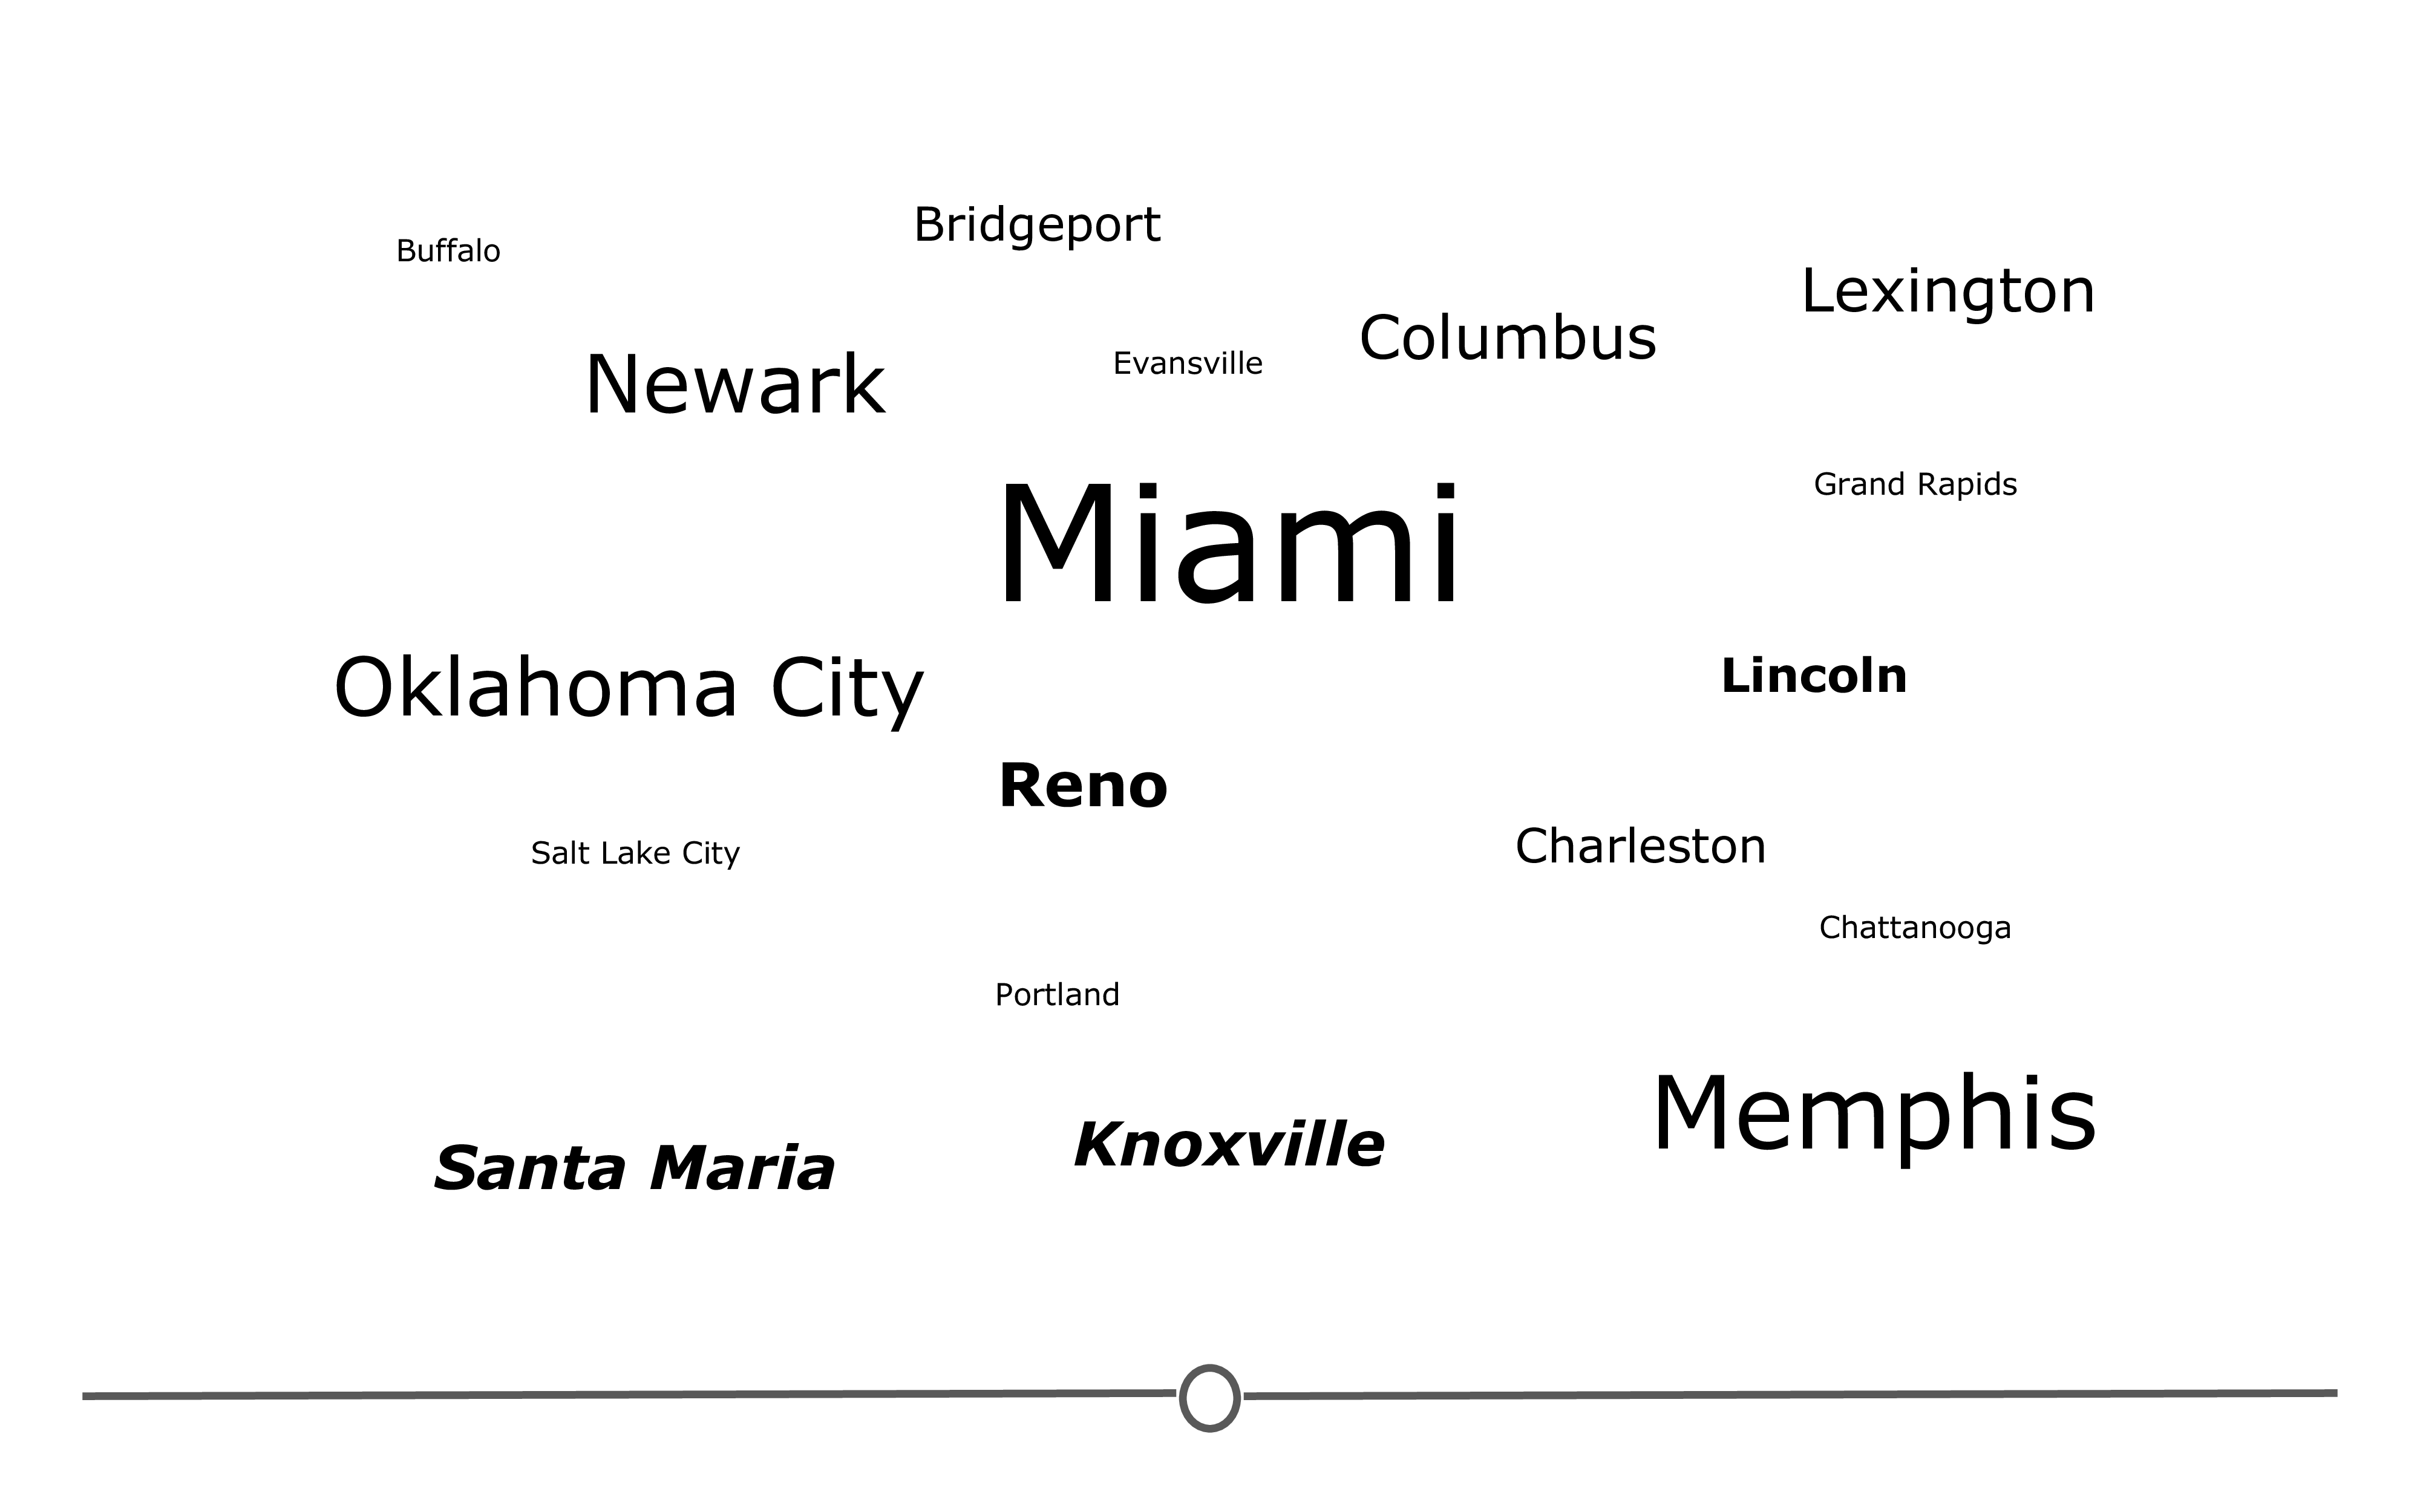 Bridgeport
Buffalo
Lexington
Columbus
Evansville
Newark
Grand Rapids
Miami
Lincoln
Oklahoma City
Reno
Charleston
Salt Lake City
Chattanooga
Portland
Memphis
Knoxville
Santa Maria